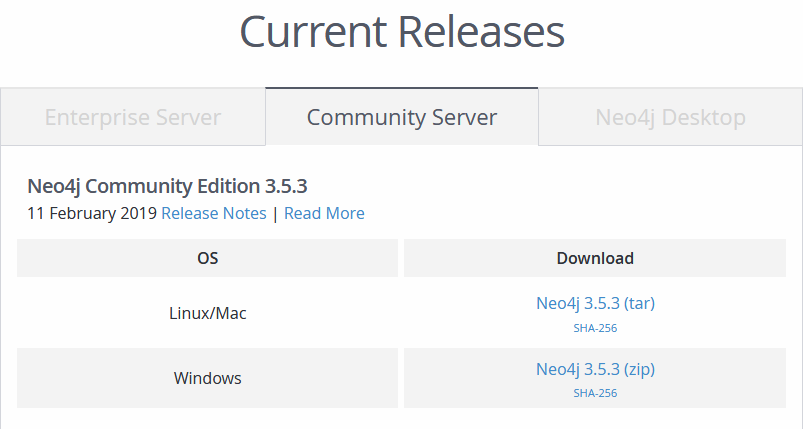 Current Releases
Enterprise Server
Community Server
Neo4j Desktop
Neo4j Community Edition 3.5.3
11 February 2019 Release Notes | Read More
OS
Download
Linux/Mac
Neo4j 3.5.3 (tar)
SHA-256
Windows
Neo4j 3.5.3 (zip)
SHA-256